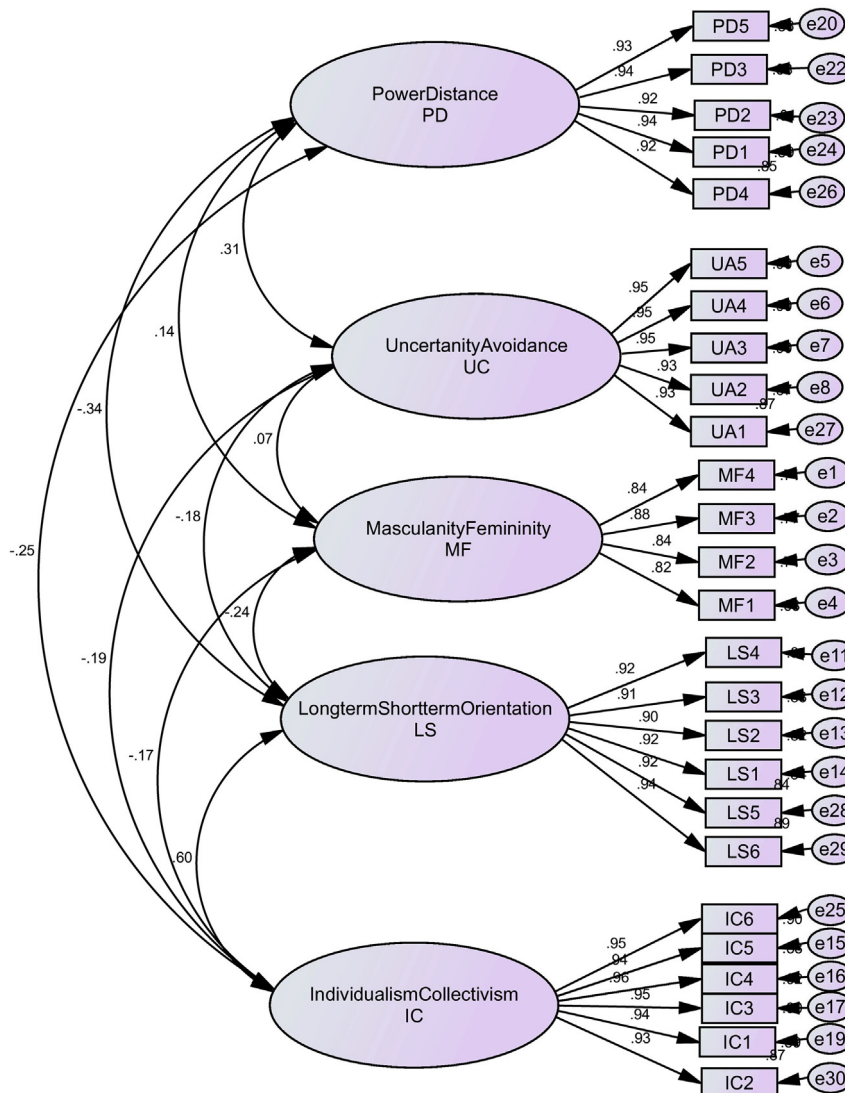 PowerDistance
PD
.93
.94
.92
.94
.92
PD5
e20
PD3
e22
PD2
e23
PD1
e24
.85
PD4
e26
.31
.14
-.34
-.25
UncertanityAvoidance
UC
.95
.95
.95
.93
.93
UA5
e5
UA4
e6
UA3
e7
UA2
e8
.87
UA1
e27
.07
-.18
-.19
MasculanityFemininity
MF
.84
.88
.84
.82
MF4
e1
MF3
e2
MF2
e3
MF1
e4
-.24
-.17
LongtermShorttermOrientation
LS
.92
.91
.90
.92
.92
.94
LS4
e11
LS3
e12
LS2
e13
LS1
e14
.84
LS5
e28
.89
LS6
e29
.60
IndividualismCollectivism
IC
.95
.94
.96
.95
.94
.93
IC6
.90
e25
IC5
e15
IC4
e16
IC3
e17
IC1
e19
.87
IC2
e30